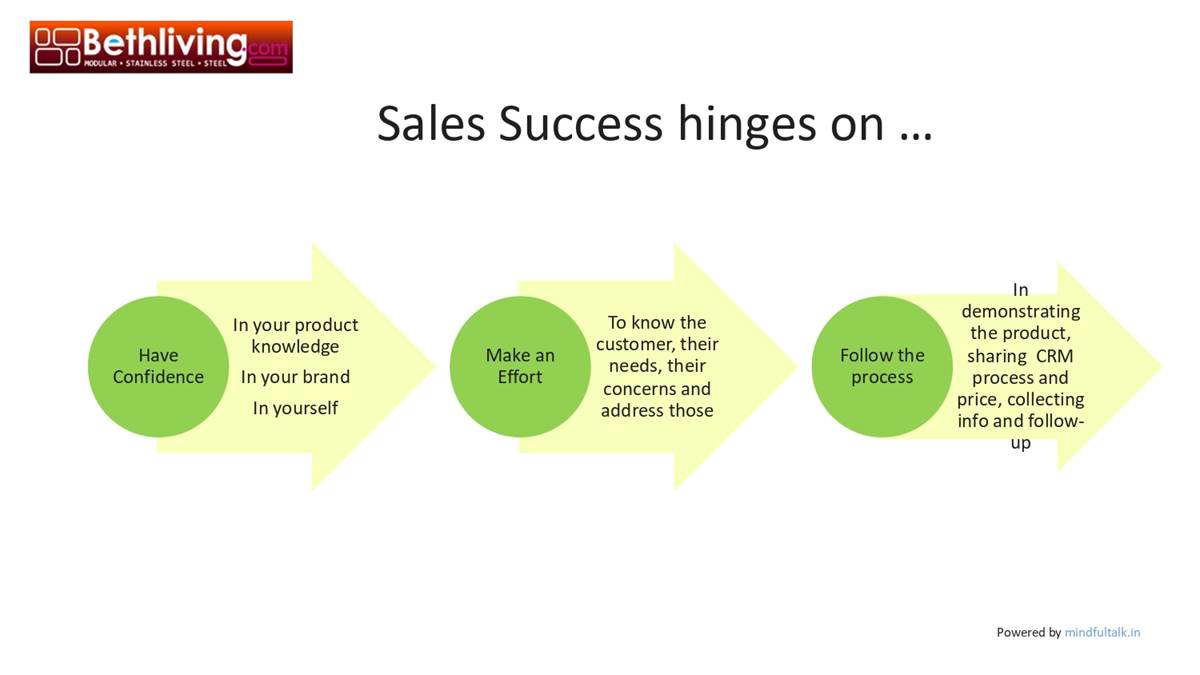 Bethliving.com
MODULAR • STAINLESS STEEL • STEEL
Sales Success hinges on ...
Have
Confidence
In your product
knowledge
In your brand
In yourself
Make an
Effort
To know the
customer, their
needs, their
concerns and
address those
Follow the
process
In
demonstrating
the product,
sharing  CRM
process and
price, collecting
info and follow-
up
Powered by mindfultalk.in